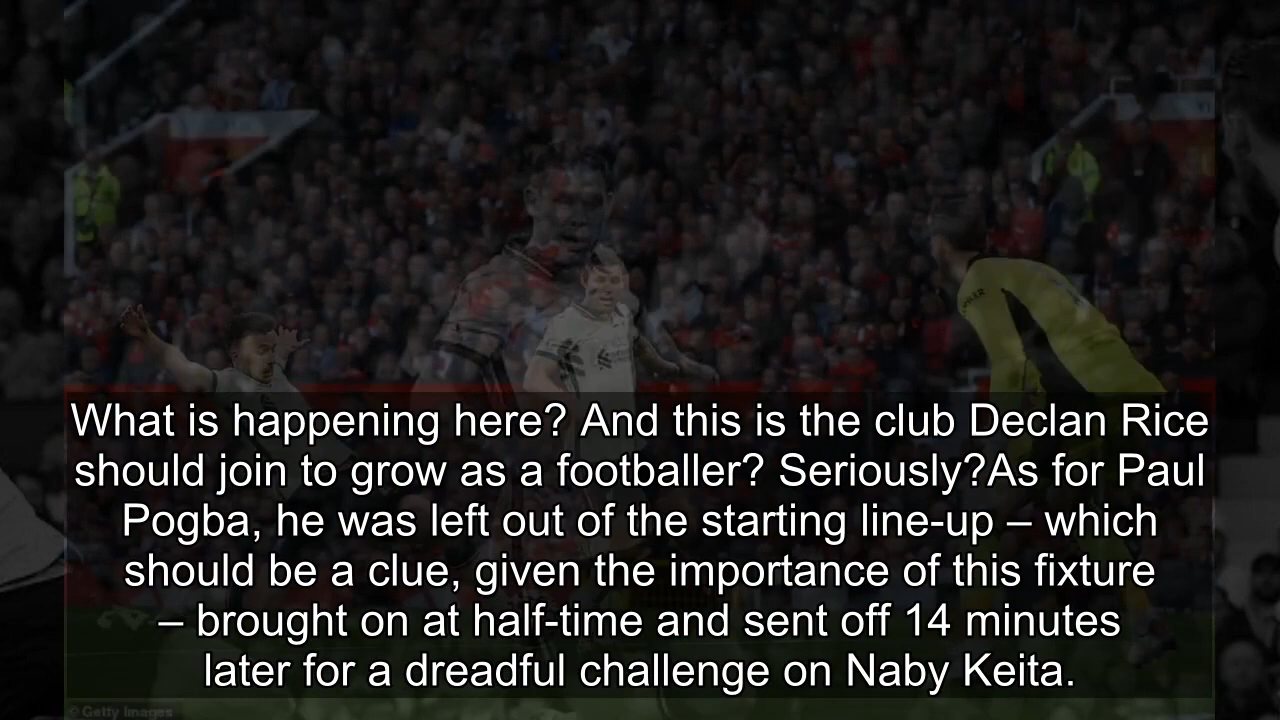 What is happening here? And this is the club Declan Rice
should join to grow as a footballer? Seriously?As for Paul
Pogba, he was left out of the starting line-up – which
should be a clue, given the importance of this fixture
– brought on at half-time and sent off 14 minutes
later for a dreadful challenge on Naby Keita.
© Getty Images